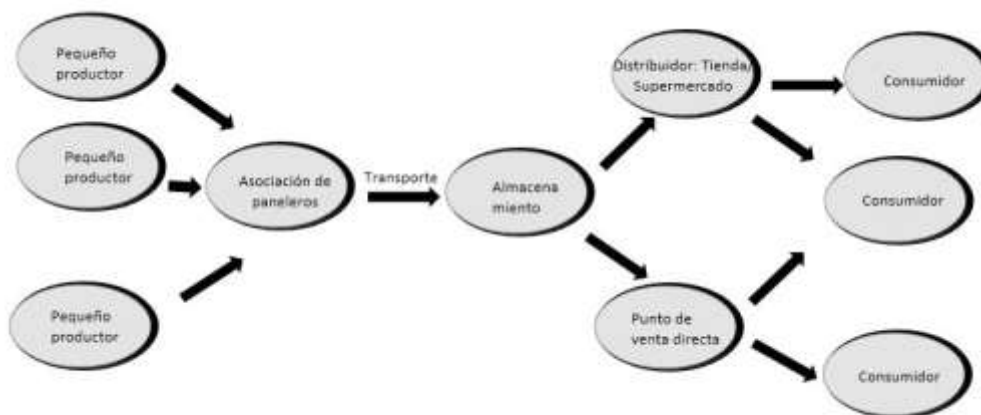 Pequeño
productor
Pequeño
productor
Pequeño
productor
Asociación de
paneleros
Transporte
Almacena
miento
Distribuidor: Tienda/
Supermercado
Punto de
venta directa
Consumidor
Consumidor
Consumidor